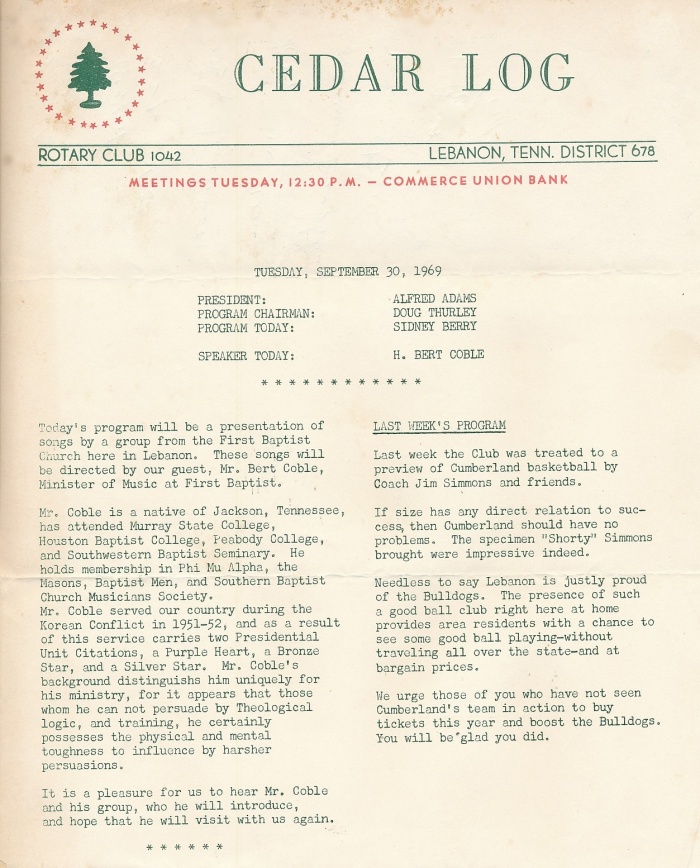 CEDAR LOG
ROTARY CLUB 1042
LEBANON, TENN. DISTRICT 678
MEETINGS TUESDAY, 12:30 P.M. — COMMERCE UNION BANK
TUESDAY, SEPTEMBER 30, 1969
PRESIDENT: ALFRED ADAMS
PROGRAM CHAIRMAN: DOUG THURLEY
PROGRAM TODAY: SIDNEY BERRY
SPEAKER TODAY: H. BERT COBLE
* * * * * * * * * * * *
Today's program will be a presentation of
songs by a group from the First Baptist
Church here in Lebanon. These songs will
be directed by our guest, Mr. Bert Coble,
Minister of Music at First Baptist.
Mr. Coble is a native of Jackson, Tennessee,
has attended Murray State College,
Houston Baptist College, Peabody College,
and Southwestern Baptist Seminary. He
holds membership in Phi Mu Alpha, the
Masons, Baptist Men, and Southern Baptist
Church Musicians Society.
Mr. Coble served our country during the
Korean Conflict in 1951-52, and as a result
of this service carries two Presidential
Unit Citations, a Purple Heart, a Bronze
Star, and a Silver Star. Mr. Coble's
background distinguishs him uniquely for
his ministry, for it appears that those
whom he can not persuade by Theological
logic, and training, he certainly
possesses the physical and mental
toughness to influence by harsher
persuasions.
It is a pleasure for us to hear Mr. Coble
and his group, who he will introduce,
and hope that he will visit with us again.
* * * * * *
LAST WEEK'S PROGRAM
Last week the Club was treated to a
preview of Cumberland basketball by
Coach Jim Simmons and friends.
If size has any direct relation to suc-
cess, then Cumberland should have no
problems. The specimen "Shorty" Simmons
brought were impressive indeed.
Needless to say Lebanon is justly proud
of the Bulldogs. The presence of such
a good ball club right here at home
provides area residents with a chance to
see some good ball playing—without
traveling all over the state—and at
bargain prices.
We urge those of you who have not seen
Cumberland's team in action to buy
tickets this year and boost the Bulldogs.
You will be glad you did.